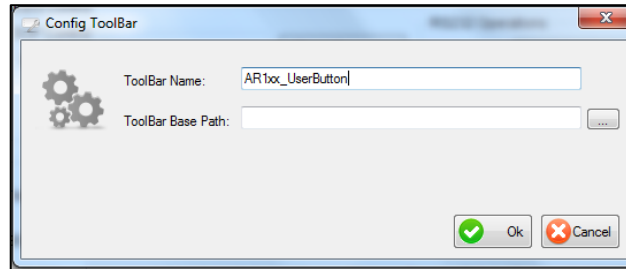 Config ToolBar
ToolBar Name: AR1xx_UserButton
ToolBar Base Path: ...
Ok Cancel